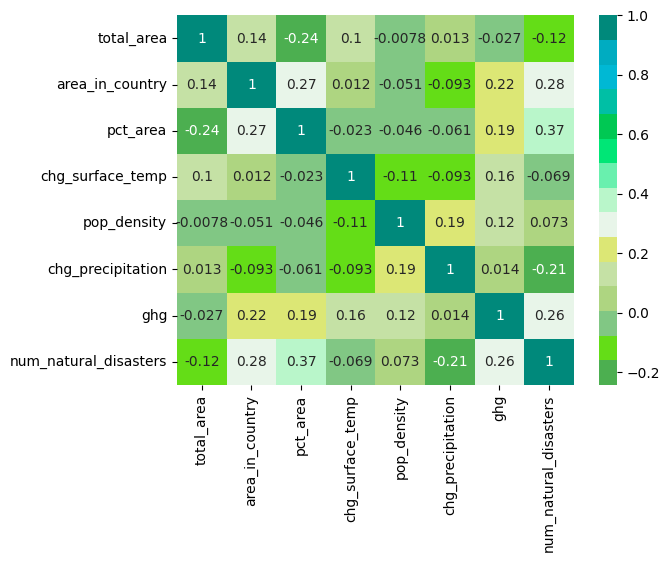 total_area 1 0.14 -0.24 0.1 -0.0078 0.013 -0.027 -0.12
area_in_country 0.14 1 0.27 0.012 -0.051 -0.093 0.22 0.28
pct_area -0.24 0.27 1 -0.023 -0.046 -0.061 0.19 0.37
chg_surface_temp 0.1 0.012 -0.023 1 -0.11 -0.093 0.16 -0.069
pop_density -0.0078 -0.051 -0.046 -0.11 1 0.19 0.12 0.073
chg_precipitation 0.013 -0.093 -0.061 -0.093 0.19 1 0.014 -0.21
ghg -0.027 0.22 0.19 0.16 0.12 0.014 1 0.26
num_natural_disasters -0.12 0.28 0.37 -0.069 0.073 -0.21 0.26 1
total_area area_in_country pct_area chg_surface_temp pop_density chg_precipitation ghg num_natural_disasters
1.0
0.8
0.6
0.4
0.2
0.0
−0.2